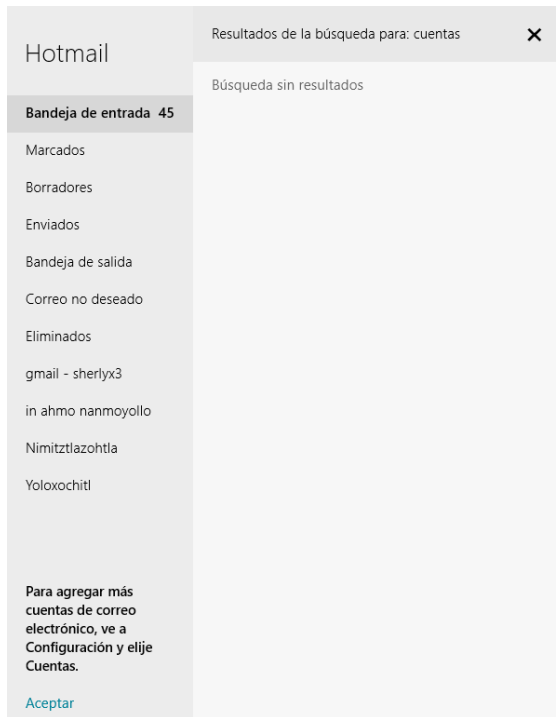 Hotmail
Bandeja de entrada 45
Marcados
Borradores
Enviados
Bandeja de salida
Correo no deseado
Eliminados
gmail - sherlyx3
in ahmo nanmoyollo
Nimitztlazohtla
Yoloxochitl
Para agregar más
cuentas de correo
electrónico, ve a
Configuración y elije
Cuentas.
Aceptar
Resultados de la búsqueda para: cuentas
Búsqueda sin resultados